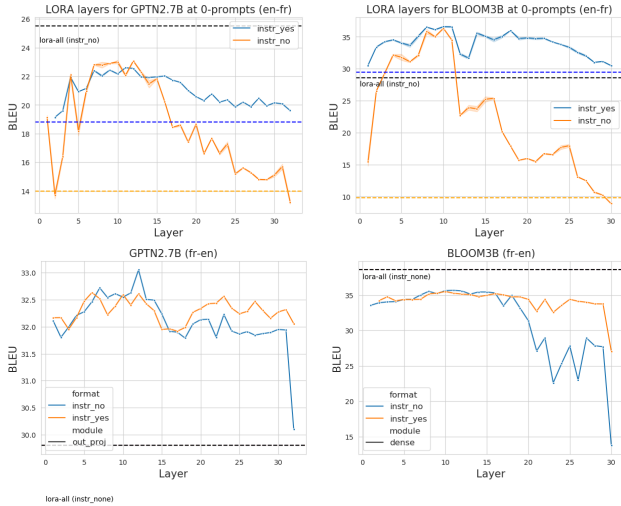 LORA layers for GPTN2.7B at 0-prompts (en-fr)
26
24
22
20
18
16
14
BLEU
lora-all (instr_no)
instr_yes
instr_no
0 5 10 15 20 25 30
Layer
LORA layers for BLOOM3B at 0-prompts (en-fr)
35
30
25
20
15
10
BLEU
lora-all (instr_no)
instr_yes
instr_no
0 5 10 15 20 25 30
Layer
GPTN2.7B (fr-en)
33.0
32.5
32.0
31.5
31.0
30.5
30.0
BLEU
format
instr_no
instr_yes
module
out_proj
0 5 10 15 20 25 30
Layer
lora-all (instr_none)
BLOOM3B (fr-en)
35
30
25
20
15
BLEU
lora-all (instr_none)
format
instr_no
instr_yes
module
dense
0 5 10 15 20 25 30
Layer